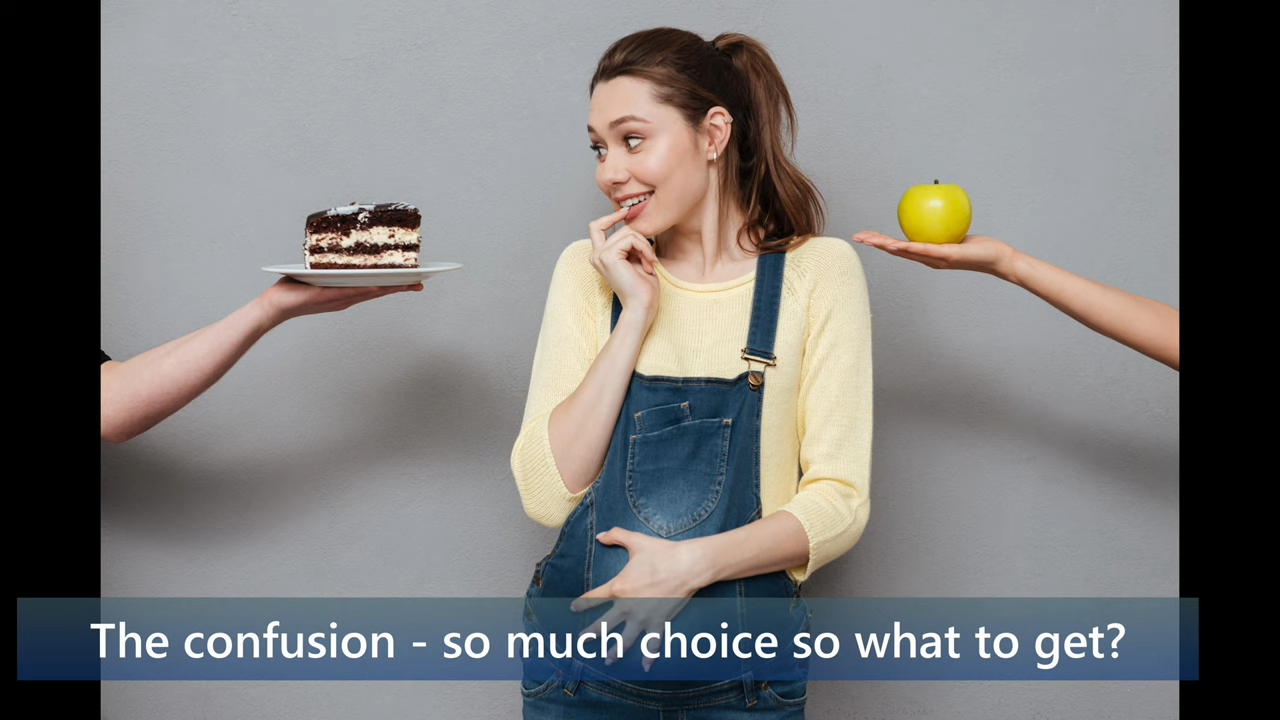 The confusion - so much choice so what to get?